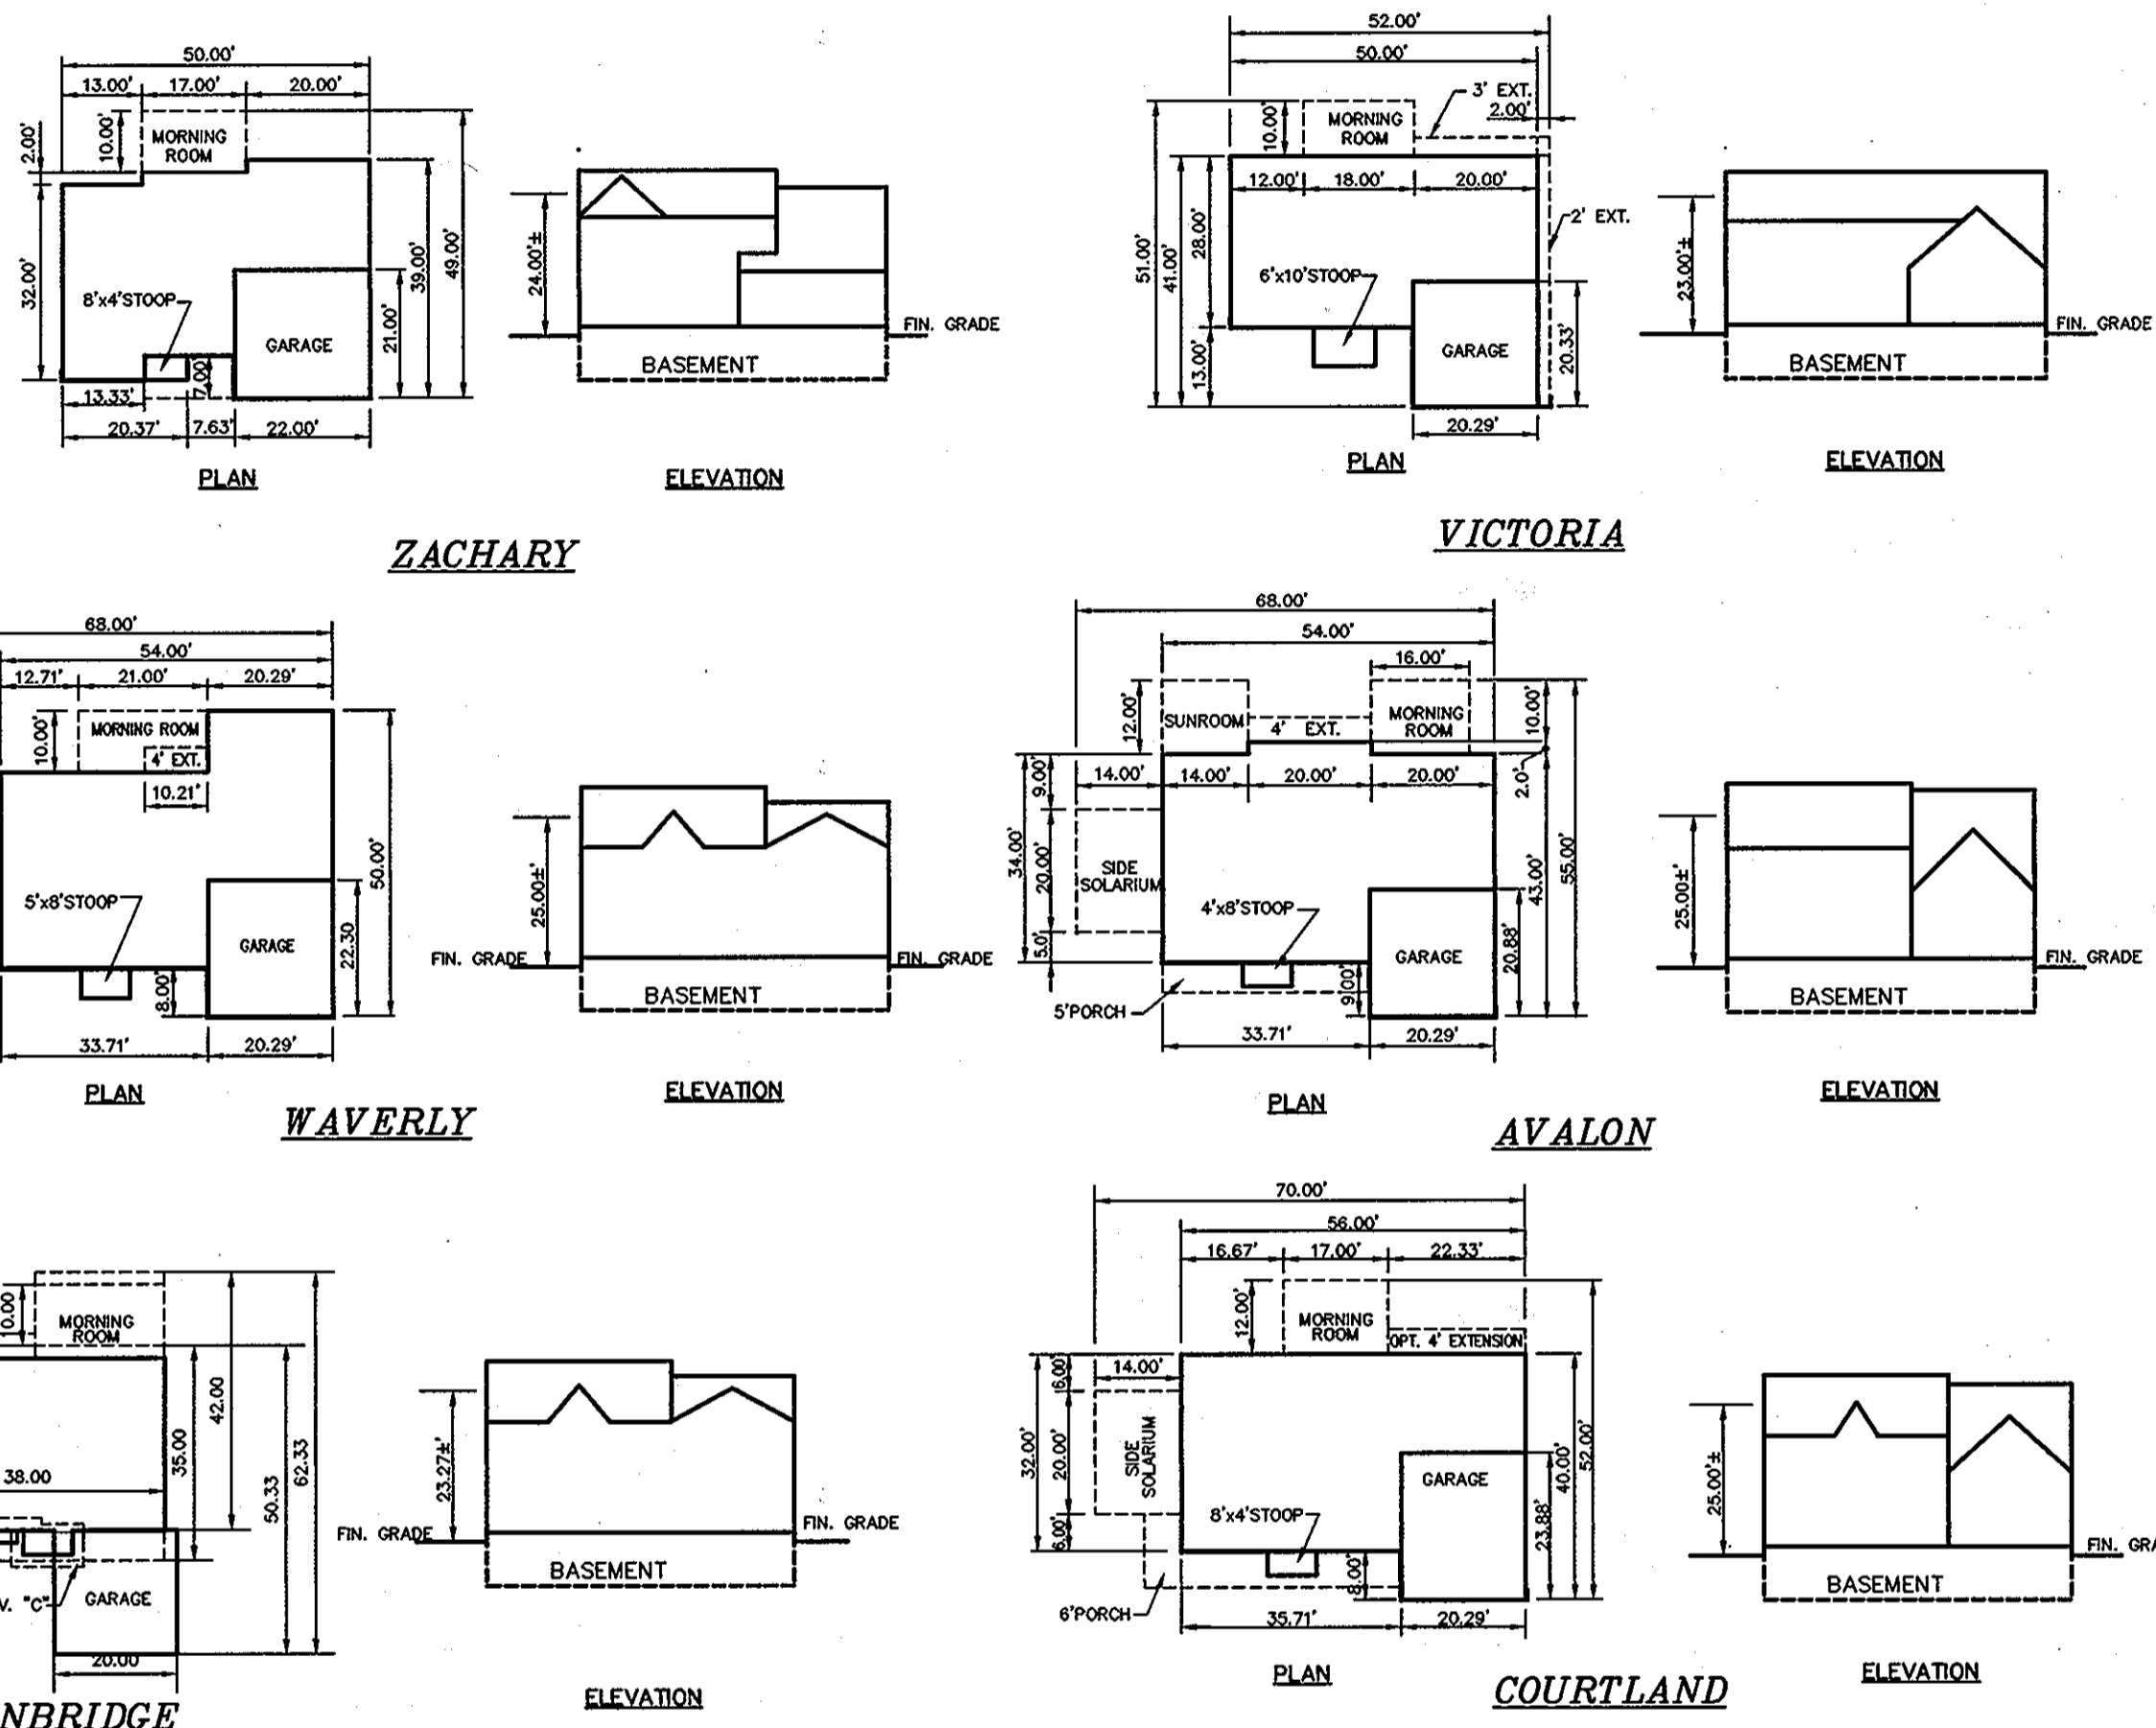 50.00'
13.00' 17.00' 20.00'
2.00'
10.00'
MORNING
ROOM
32.00'
8'x4'STOOP
GARAGE
21.00'
39.00'
49.00'
7.00'
13.33'
20.37' 7.63' 22.00'
PLAN
24.00'±
FIN. GRADE
BASEMENT
ELEVATION
ZACHARY
52.00'
50.00'
3' EXT.
2.00'
10.00'
MORNING
ROOM
12.00' 18.00' 20.00'
2' EXT.
51.00'
41.00'
28.00'
13.00'
6'x10'STOOP
GARAGE
20.33'
20.29'
PLAN
23.00'±
FIN. GRADE
BASEMENT
ELEVATION
VICTORIA
68.00'
54.00'
12.71' 21.00' 20.29'
10.00'
MORNING ROOM
4' EXT.
10.21'
50.00'
5'x8'STOOP
GARAGE
22.30
8.00'
33.71' 20.29'
PLAN
25.00±'
FIN. GRADE
FIN. GRADE
BASEMENT
ELEVATION
WAVERLY
68.00'
54.00'
16.00'
12.00'
SUNROOM
4' EXT.
MORNING
ROOM
10.00'
14.00' 14.00' 20.00' 20.00'
2.0'
9.00'
34.00'
20.00'
5.0'
SIDE
SOLARIUM
4'x8'STOOP
GARAGE
20.88'
43.00'
55.00'
9.00'
5'PORCH
33.71' 20.29'
PLAN
25.00±'
FIN. GRADE
BASEMENT
ELEVATION
AVALON
10.00
MORNING
ROOM
42.00
35.00
38.00
50.33
62.33
V. "C"
GARAGE
20.00
NBRIDGE
23.27±'
FIN. GRADE
FIN. GRADE
BASEMENT
ELEVATION
70.00'
56.00'
16.67' 17.00' 22.33'
12.00'
MORNING
ROOM
OPT. 4' EXTENSION
14.00'
6.00'
32.00'
20.00'
6.00'
SIDE
SOLARIUM
GARAGE
8'x4'STOOP
23.88'
40.00'
52.00'
8.00'
6'PORCH
35.71' 20.29'
PLAN
25.00'±
FIN. GRA
BASEMENT
ELEVATION
COURTLAND